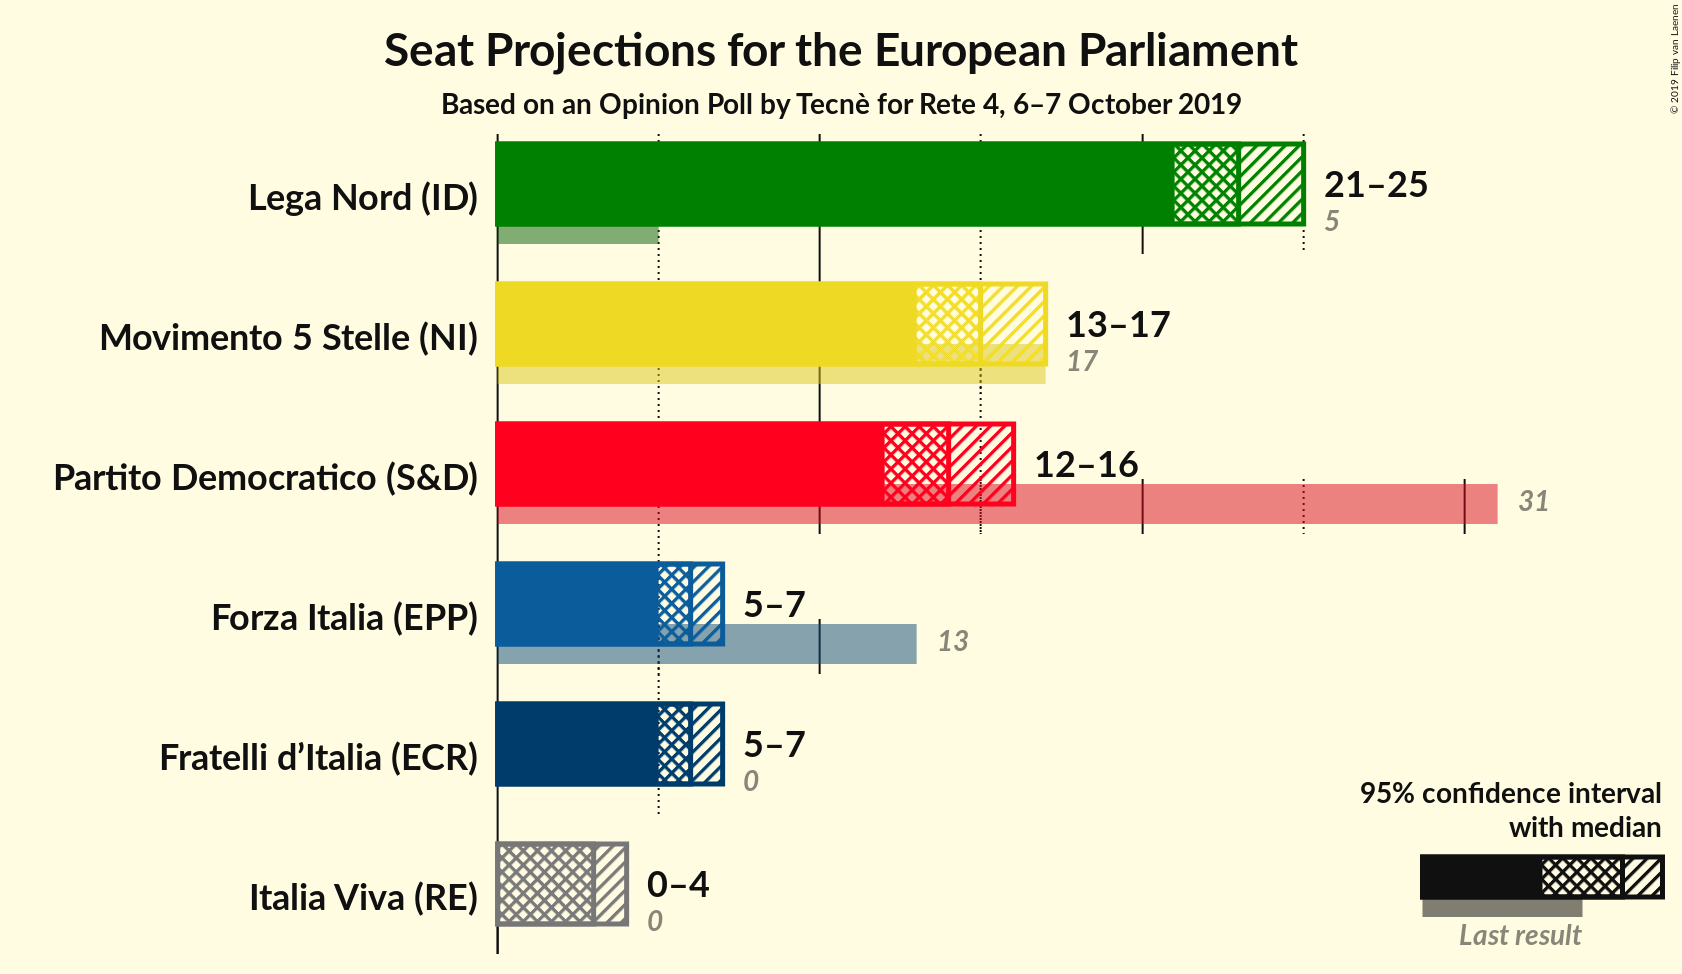 Seat Projections for the European Parliament
Based on an Opinion Poll by Tecnè for Rete 4, 6–7 October 2019
© 2019 Filip van Laenen
Lega Nord (ID)
21–25
5
Movimento 5 Stelle (NI)
13–17
17
Partito Democratico (S&D)
12–16
31
Forza Italia (EPP)
5–7
13
Fratelli d’Italia (ECR)
5–7
0
Italia Viva (RE)
0–4
0
95% confidence interval
with median
Last result